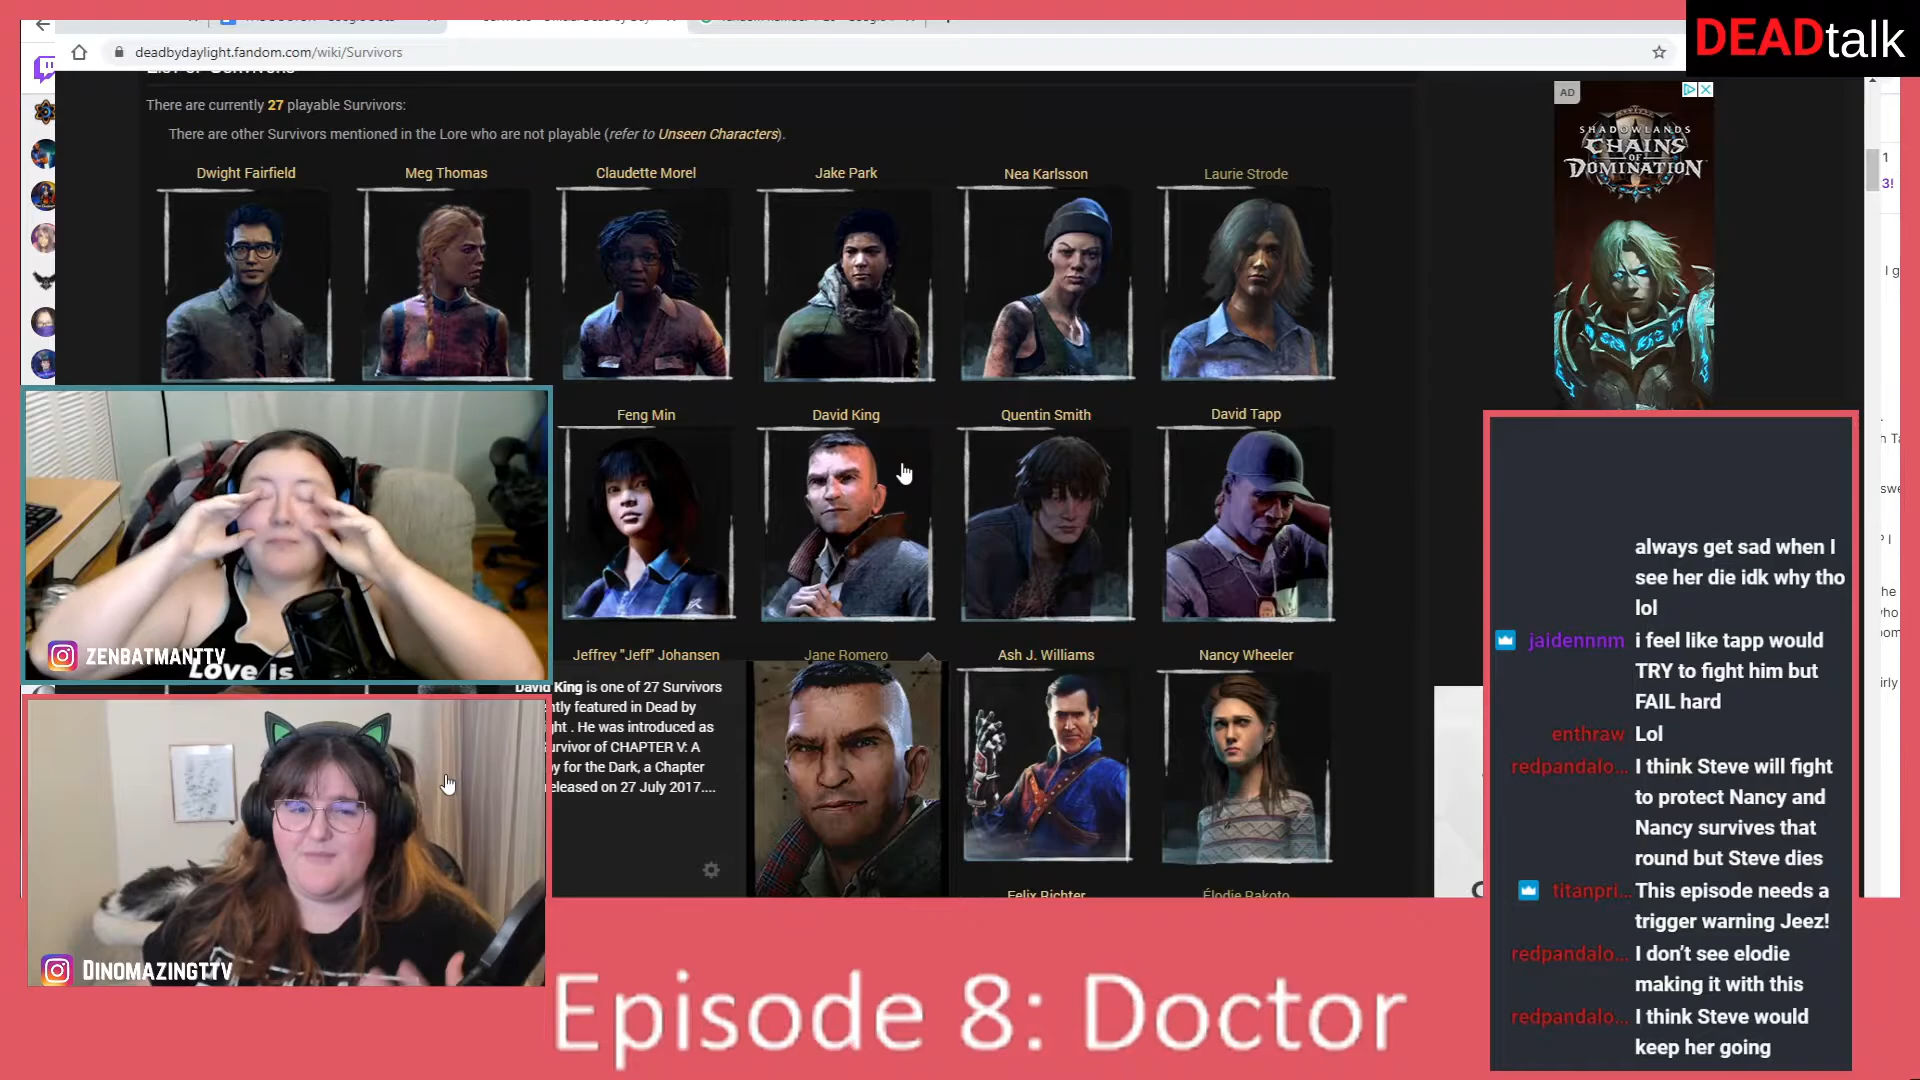 DEADtalk
deadbydaylight.fandom.com/wiki/Survivors
There are currently 27 playable Survivors:
There are other Survivors mentioned in the Lore who are not playable (refer to Unseen Characters).
AD
SHADOWLANDS
CHAINS
OF
DOMINATION
Dwight Fairfield
Meg Thomas
Claudette Morel
Jake Park
Nea Karlsson
Laurie Strode
Feng Min
David King
Quentin Smith
David Tapp
Jeffrey "Jeff" Johansen
Jane Romero
Ash J. Williams
Nancy Wheeler
David King is one of 27 Survivors
featured in Dead by
. He was introduced as
of CHAPTER V: A
for the Dark, a Chapter
on 27 July 2017....
Felix Richter
Élodie Rakoto
ZENBATMANTTV
LOVE is
DINOMAZINGTTV
always get sad when I
see her die idk why tho
lol
jaidennnm i feel like tapp would
TRY to fight him but
FAIL hard
enthraw Lol
redpandalo... I think Steve will fight
to protect Nancy and
Nancy survives that
round but Steve dies
titanpri... This episode needs a
trigger warning Jeez!
redpandalo... I don't see elodie
making it with this
redpandalo... I think Steve would
keep her going
Episode 8: Doctor